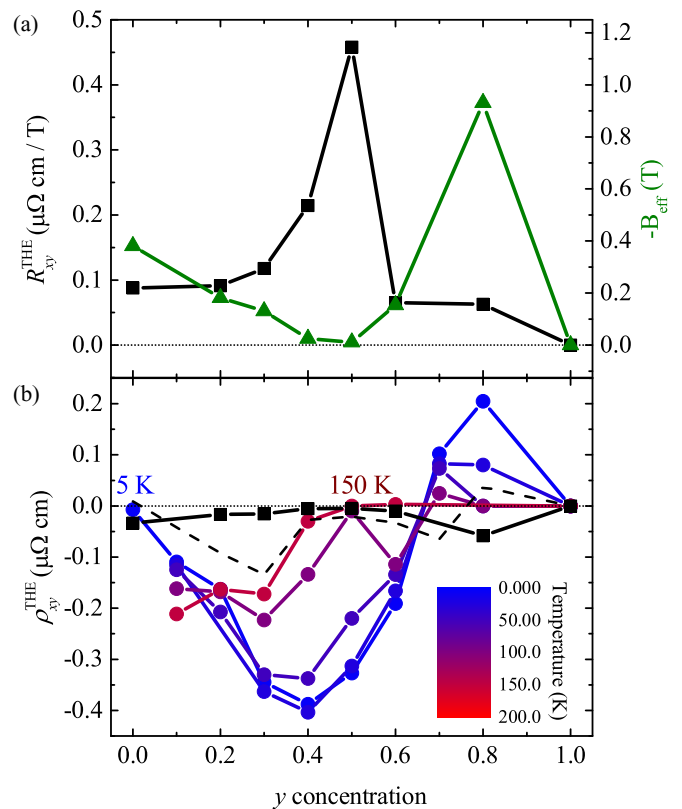 (a)
0.5
0.4
0.3
0.2
0.1
0.0
R_xy^THE (μΩ cm / T)
1.2
1.0
0.8
0.6
0.4
0.2
0.0
-B_eff (T)
(b)
0.2
0.1
0.0
-0.1
-0.2
-0.3
-0.4
ρ_xy^THE (μΩ cm)
5 K
150 K
0.000
50.00
100.0
150.0
200.0
Temperature (K)
0.0 0.2 0.4 0.6 0.8 1.0
y concentration